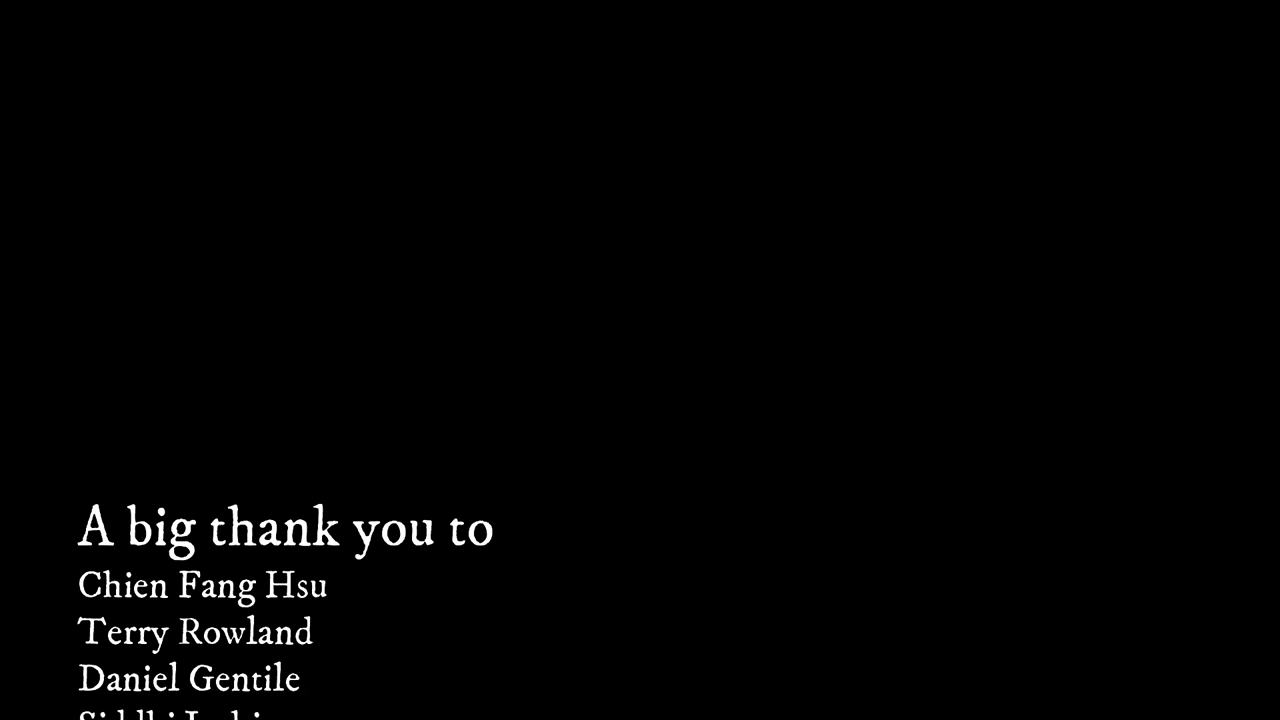 A big thank you to
Chien Fang Hsu
Terry Rowland
Daniel Gentile